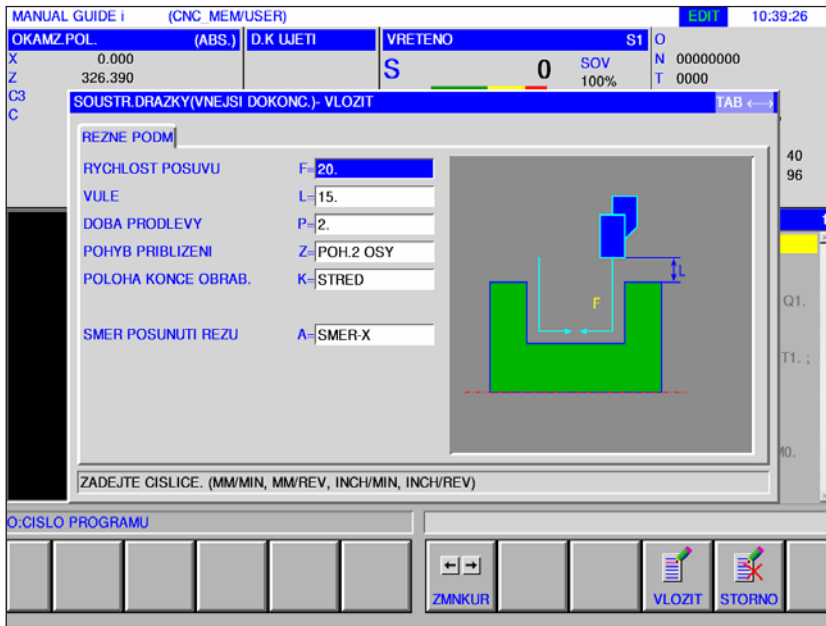 MANUAL GUIDE i (CNC_MEM/USER) EDIT 10:39:26
OKAMZ.POL. (ABS.) D.K UJETI VRETENO S1 O
X 0.000 N 00000000
Z 326.390 S 0 SOV 100% T 0000
C3
C
SOUSTR.DRAZKY(VNEJSI DOKONC.)- VLOZIT TAB ←→
REZNE PODM
RYCHLOST POSUVU F= 20.
VULE L= 15.
DOBA PRODLEVY P= 2.
POHYB PRIBLIZENI Z= POH.2 OSY
POLOHA KONCE OBRAB. K= STRED
SMER POSUNUTI REZU A= SMER-X
L
F
40
96
Q1.
T1. ;
M0.
ZADEJTE CISLICE. (MM/MIN, MM/REV, INCH/MIN, INCH/REV)
O:CISLO PROGRAMU
ZMNKUR VLOZIT STORNO